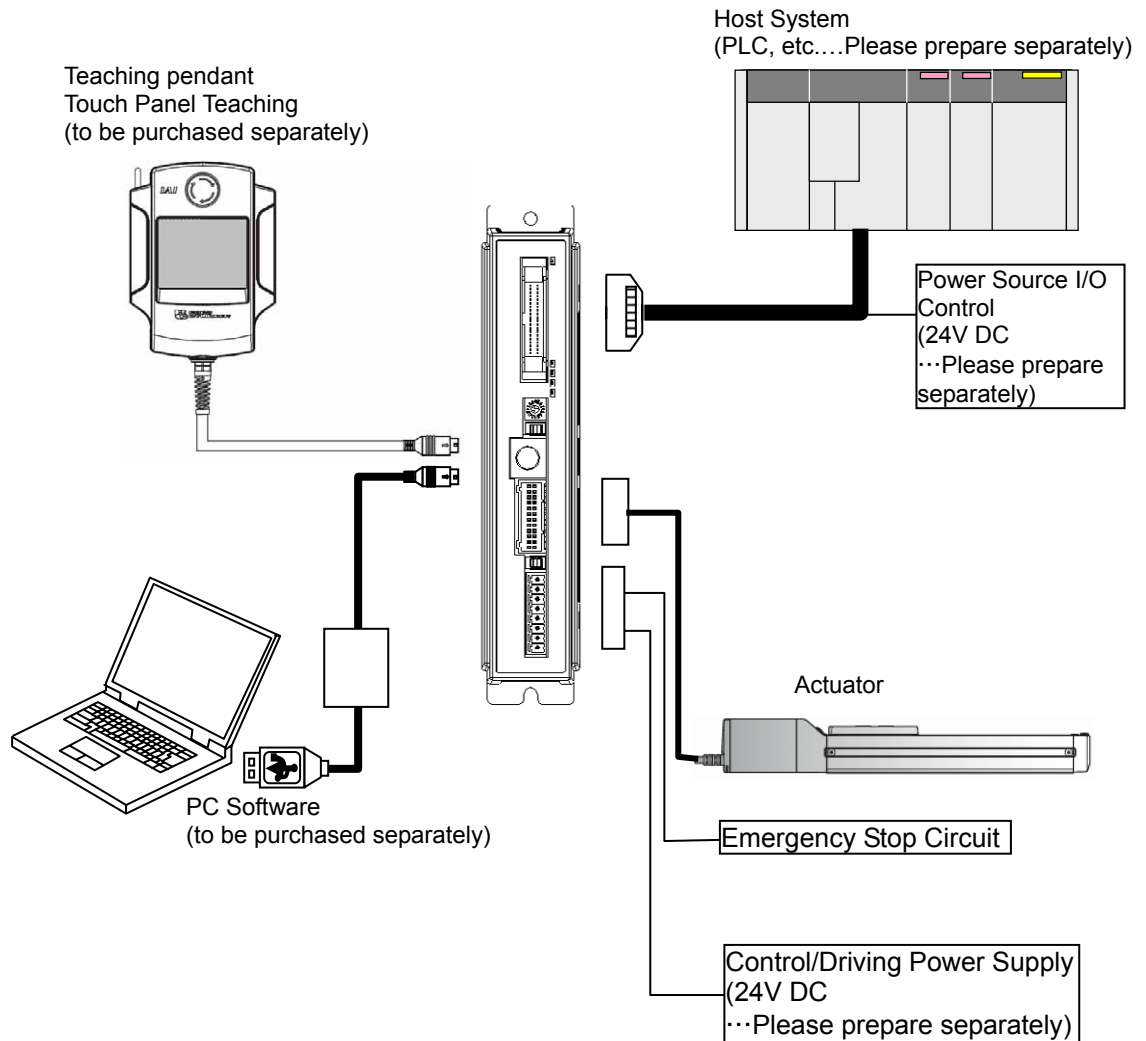 Host System
(PLC, etc.…Please prepare separately)
Teaching pendant
Touch Panel Teaching
(to be purchased separately)
IAI
Power Source I/O
Control
(24V DC
…Please prepare
separately)
Actuator
PC Software
(to be purchased separately)
Emergency Stop Circuit
Control/Driving Power Supply
(24V DC
…Please prepare separately)